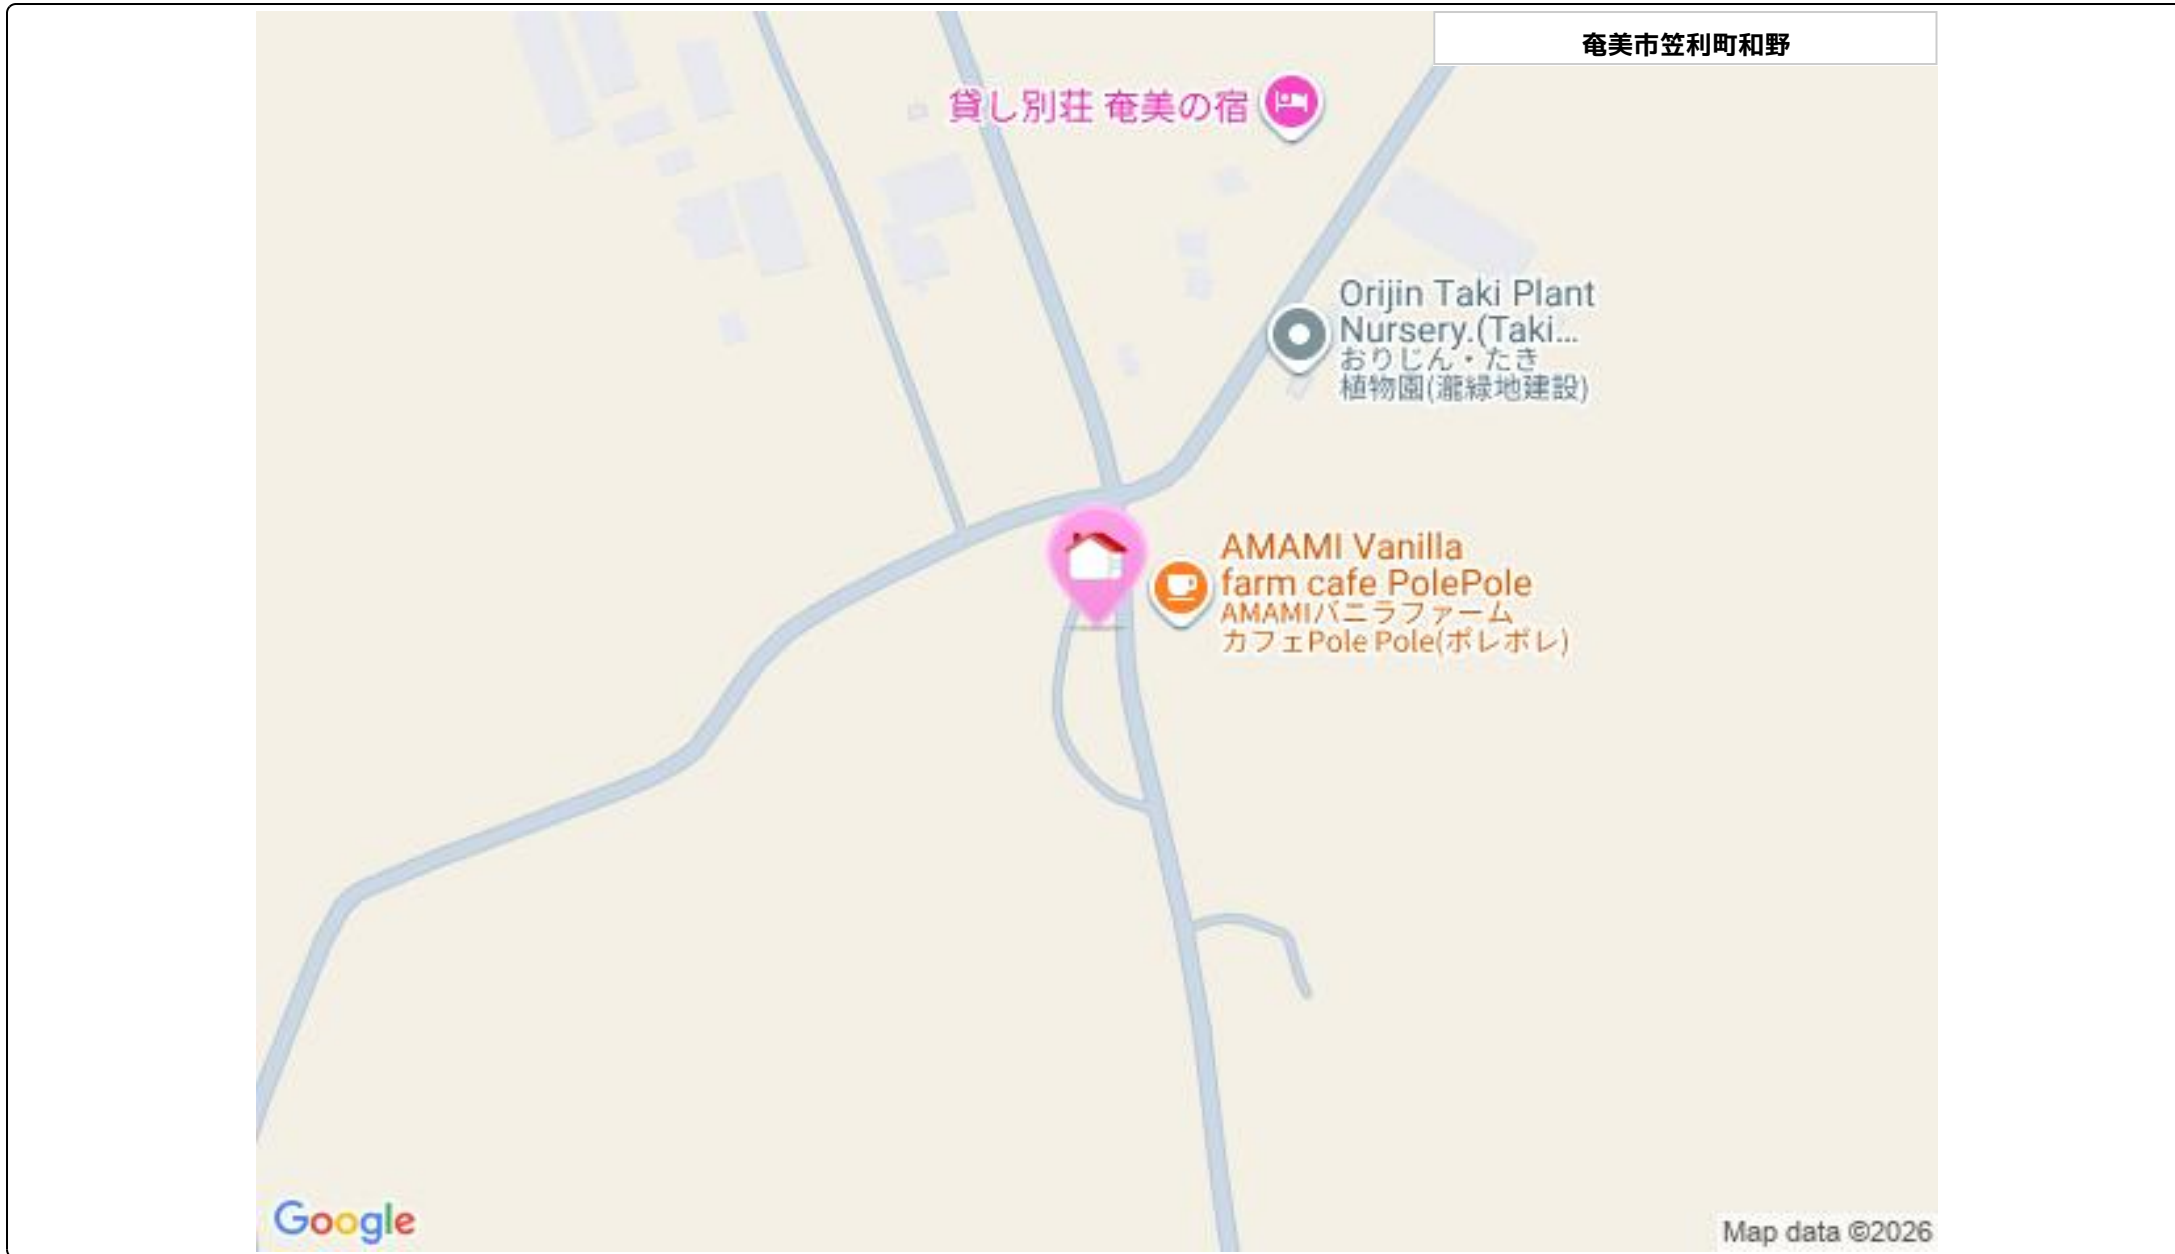 奄美市笠利町和野
貸し別荘 奄美の宿
Orijin Taki Plant
Nursery.(Taki...
おりじん・たき
植物園(瀧緑地建設)
AMAMI Vanilla
farm cafe PolePole
AMAMIバニラファーム
カフェPole Pole(ポレポレ)
Google
Map data ©2026